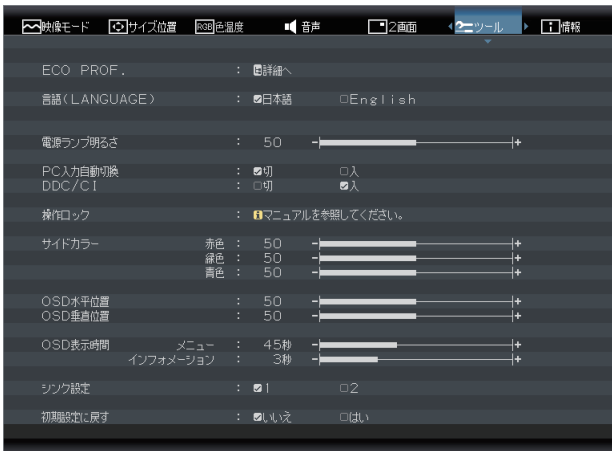 映像モード サイズ位置 RGB色温度 音声 2画面 ツール 情報
ECO PROF. : 詳細へ
言語(LANGUAGE) : 日本語 English
電源ランプ明るさ : 50 - +
PC入力自動切換 : 切 入
DDC/CI : 切 入
操作ロック : マニュアルを参照してください。
サイドカラー 赤色 : 50 - +
緑色 : 50 - +
青色 : 50 - +
OSD水平位置 : 50 - +
OSD垂直位置 : 50 - +
OSD表示時間 メニュー : 45秒 - +
インフォメーション : 3秒 - +
シンク設定 : 1 2
初期設定に戻す : いいえ はい